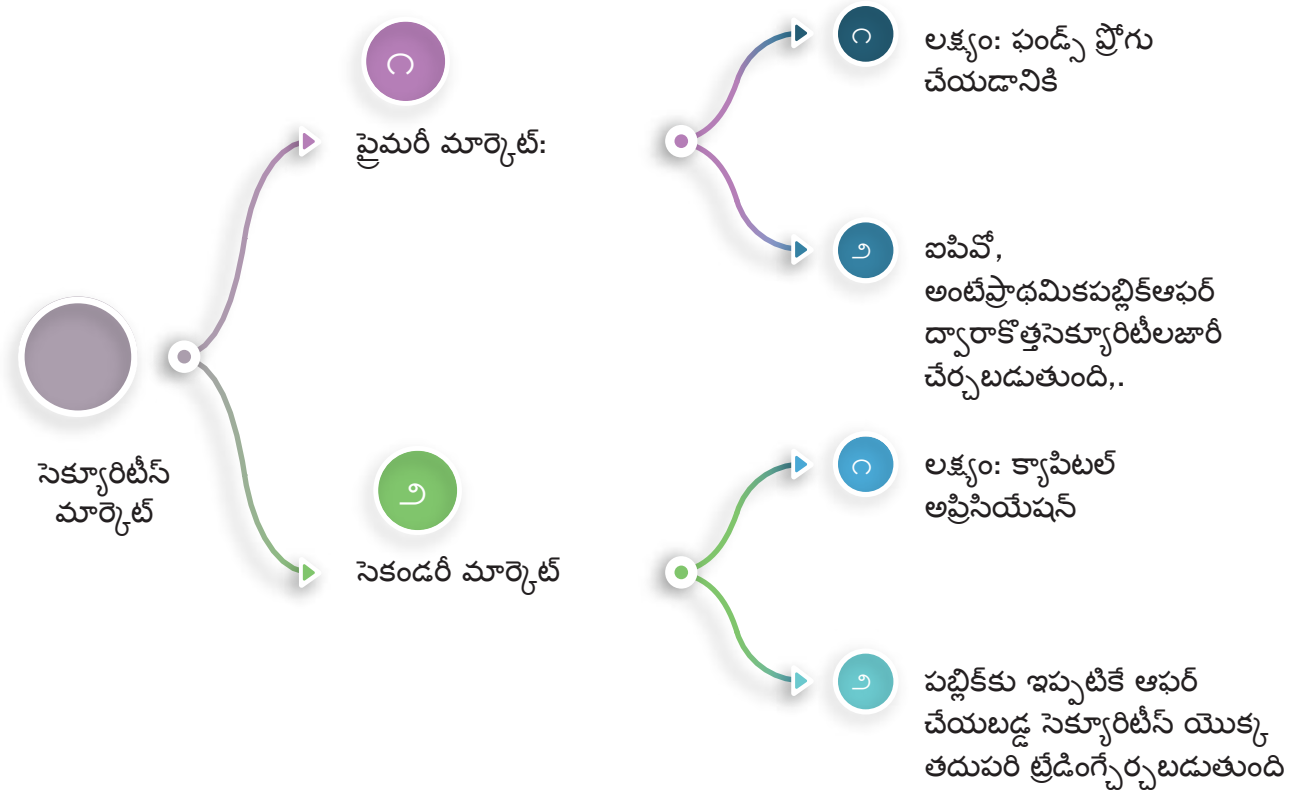 సెక్యూరిటీస్
మార్కెట్
౧
ప్రైమరీ మార్కెట్:
౧
లక్ష్యం: ఫండ్స్ ప్రోగు
చేయడానికి
౨
ఐపివో,
అంటేప్రాథమికపబ్లిక్ఆఫర్
ద్వారాకొత్తసెక్యూరిటీలజారీ
చేర్చబడుతుంది,.
౨
సెకండరీ మార్కెట్
౧
లక్ష్యం: క్యాపిటల్
అప్రిసియేషన్
౨
పబ్లిక్‌కు ఇప్పటికే ఆఫర్
చేయబడ్డ సెక్యూరిటీస్ యొక్క
తదుపరి ట్రేడింగ్చేర్చబడుతుంది